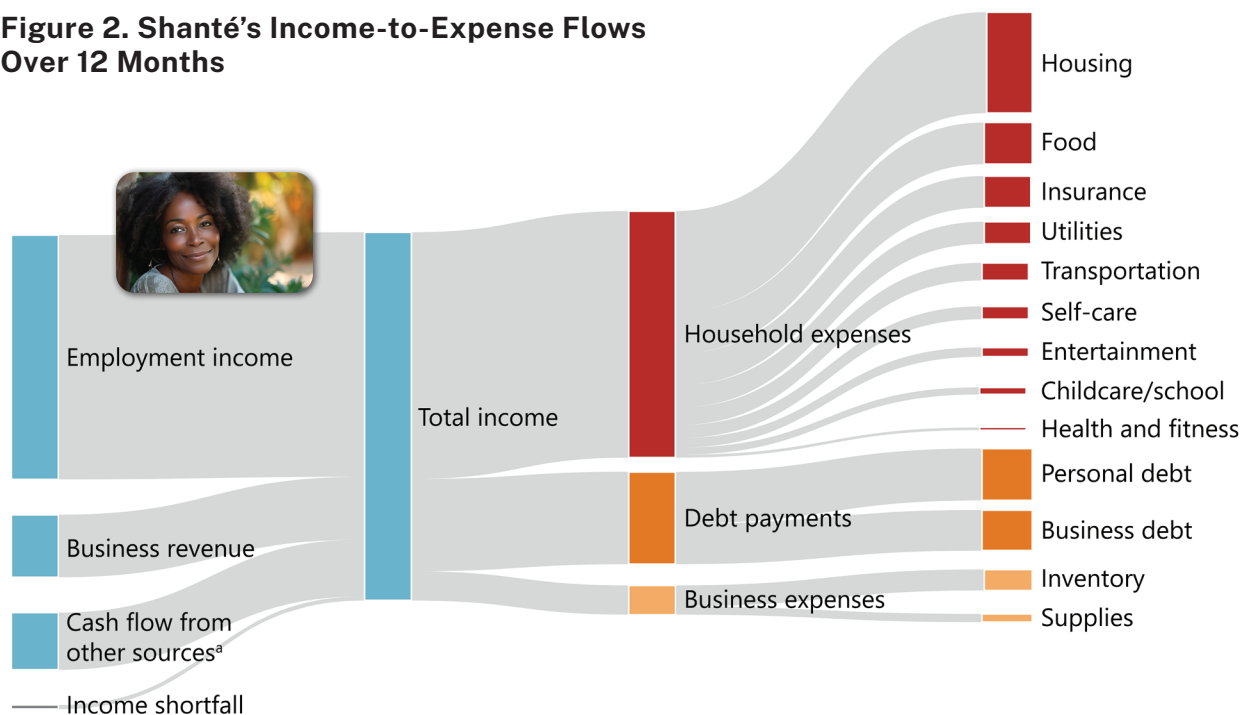 Figure 2. Shanté’s Income-to-Expense Flows
Over 12 Months
Employment income
Business revenue
Cash flow from
other sourcesᵃ
Income shortfall
Total income
Household expenses
Debt payments
Business expenses
Housing
Food
Insurance
Utilities
Transportation
Self-care
Entertainment
Childcare/school
Health and fitness
Personal debt
Business debt
Inventory
Supplies